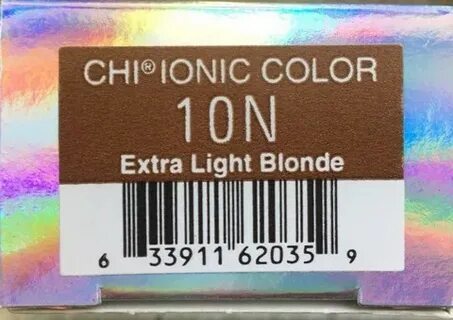 CHI® IONIC COLOR
10N
Extra Light Blonde
6 33911 62035 9